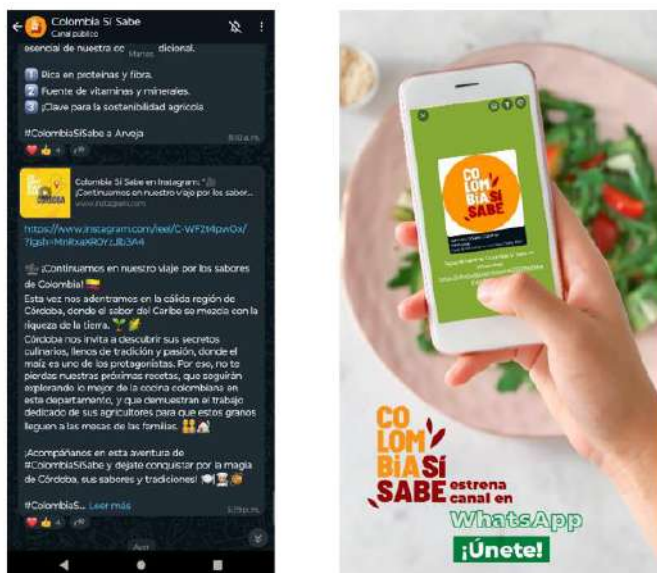 Colombia Sí Sabe
Canal público
esencial de nuestra
dicional.
Martes
1 Rica en proteínas y fibra.
2 Fuente de vitaminas y minerales.
3 ¡Clave para la sostenibilidad agrícola
#ColombiaSíSabe a Arveja
Colombia Sí Sabe en Instagram: "
¡Continuamos en nuestro viaje por los sabor...
www.instagram.com
¡Continuamos en nuestro viaje por los sabores
de Colombia!
Esta vez nos adentramos en la cálida región de
Córdoba, donde el sabor del Caribe se mezcla con la
riqueza de la tierra.
Córdoba nos invita a descubrir sus secretos
culinarios, llenos de tradición y pasión, donde el
maíz es uno de los protagonistas. Por eso, no te
pierdas nuestras próximas recetas, que seguirán
explorando lo mejor de la cocina colombiana en
este departamento, y que demuestran el trabajo
dedicado de sus agricultores para que estos granos
lleguen a las mesas de las familias.
¡Acompáñanos en esta aventura de
#ColombiaSíSabe y déjate conquistar por la magia
de Córdoba, sus sabores y tradiciones!
#ColombiaS... Leer más
Ayer
CO
LOM
BIA SÍ
SABE
CO
LOM
BIA SÍ
SABE
estrena
canal en
WhatsApp
¡Únete!